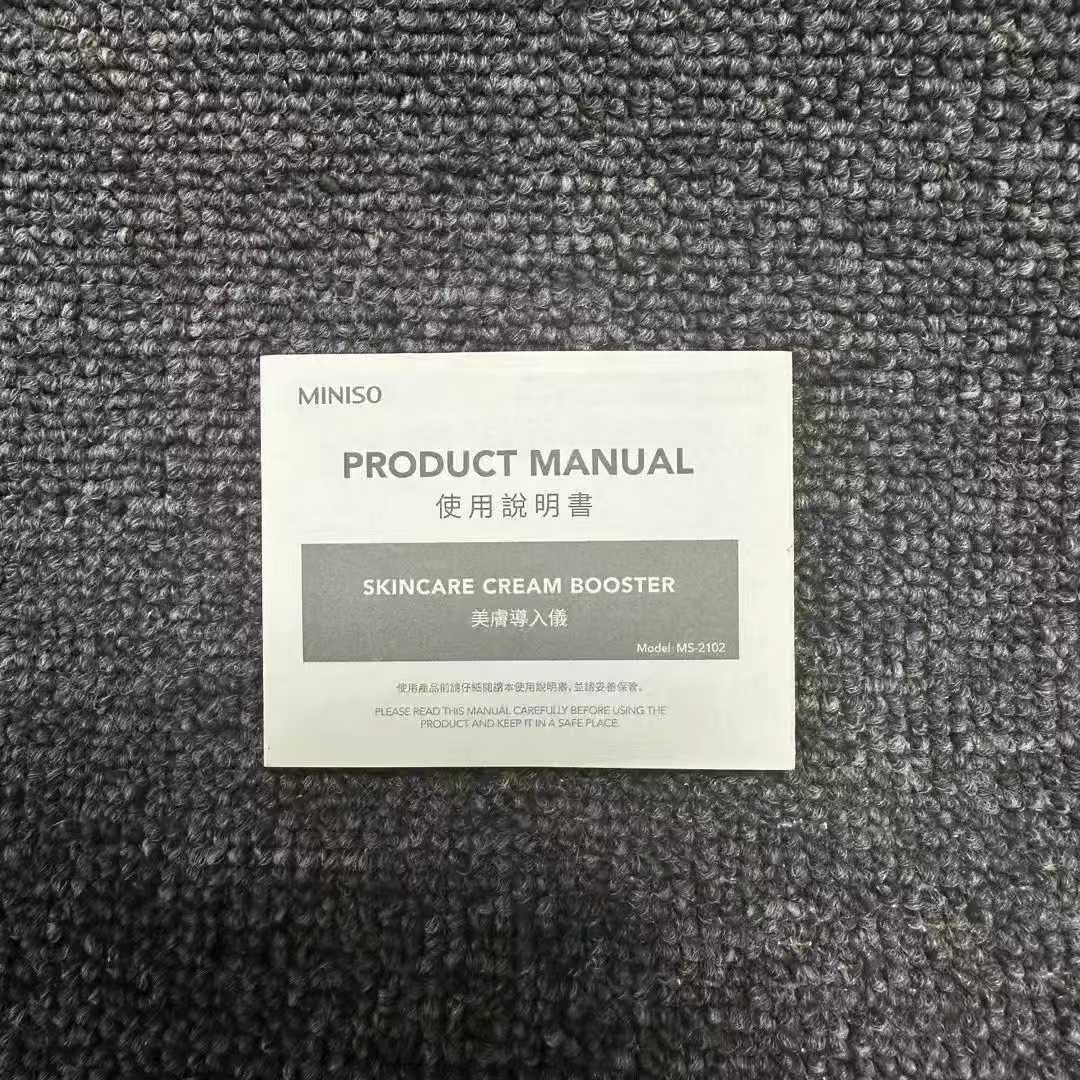 MINISO
PRODUCT MANUAL
使用說明書
SKINCARE CREAM BOOSTER
美膚導入儀
Model: MS-2102
使用產品前請仔細閱讀本使用說明書，並請妥善保管。
PLEASE READ THIS MANUAL CAREFULLY BEFORE USING THE
PRODUCT AND KEEP IT IN A SAFE PLACE.